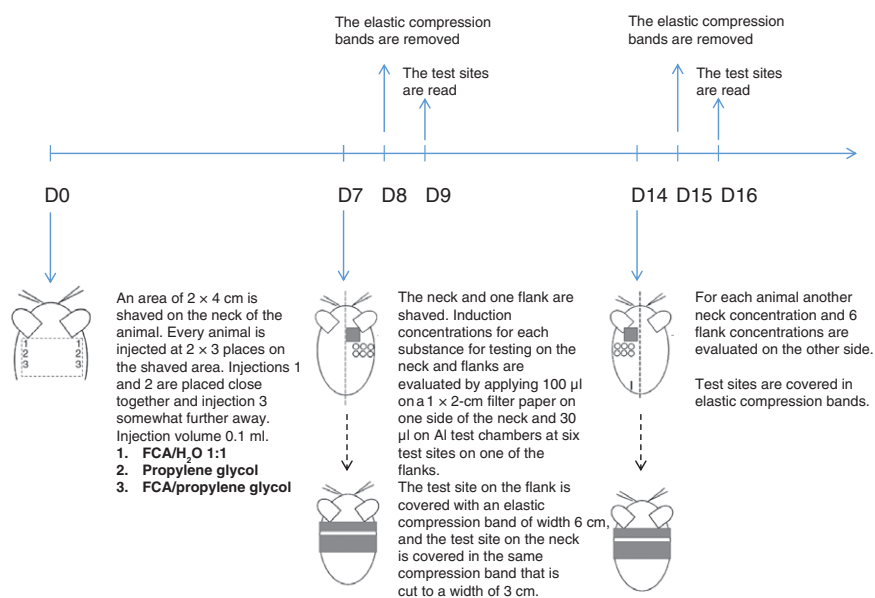 The elastic compression
bands are removed
The test sites
are read
The elastic compression
bands are removed
The test sites
are read
D0
D7
D8
D9
D14
D15
D16
1
2
3
1
2
3
An area of 2 × 4 cm is
shaved on the neck of the
animal. Every animal is
injected at 2 × 3 places on
the shaved area. Injections 1
and 2 are placed close
together and injection 3
somewhat further away.
Injection volume 0.1 ml.
1. FCA/H₂O 1:1
2. Propylene glycol
3. FCA/propylene glycol
The neck and one flank are
shaved. Induction
concentrations for each
substance for testing on the
neck and flanks are
evaluated by applying 100 µl
on a 1 × 2-cm filter paper on
one side of the neck and 30
µl on Al test chambers at six
test sites on one of the
flanks.
The test site on the flank is
covered with an elastic
compression band of width 6 cm,
and the test site on the neck
is covered in the same
compression band that is
cut to a width of 3 cm.
For each animal another
neck concentration and 6
flank concentrations are
evaluated on the other side.
Test sites are covered in
elastic compression bands.